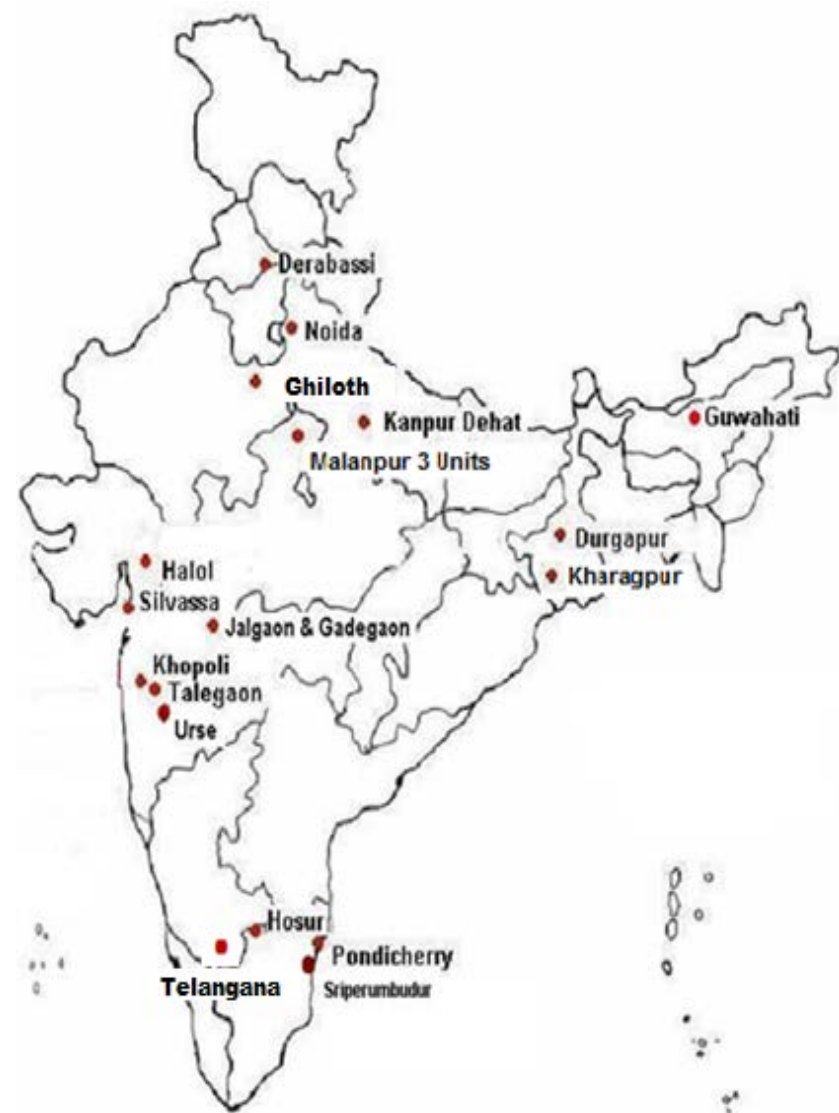 Derabassi
Noida
Ghiloth
Kanpur Dehat
Guwahati
Malanpur 3 Units
Durgapur
Halol
Kharagpur
Silvassa
Jalgaon & Gadegaon
Khopoli
Talegaon
Urse
Hosur
Pondicherry
Telangana
Sriperumbudur